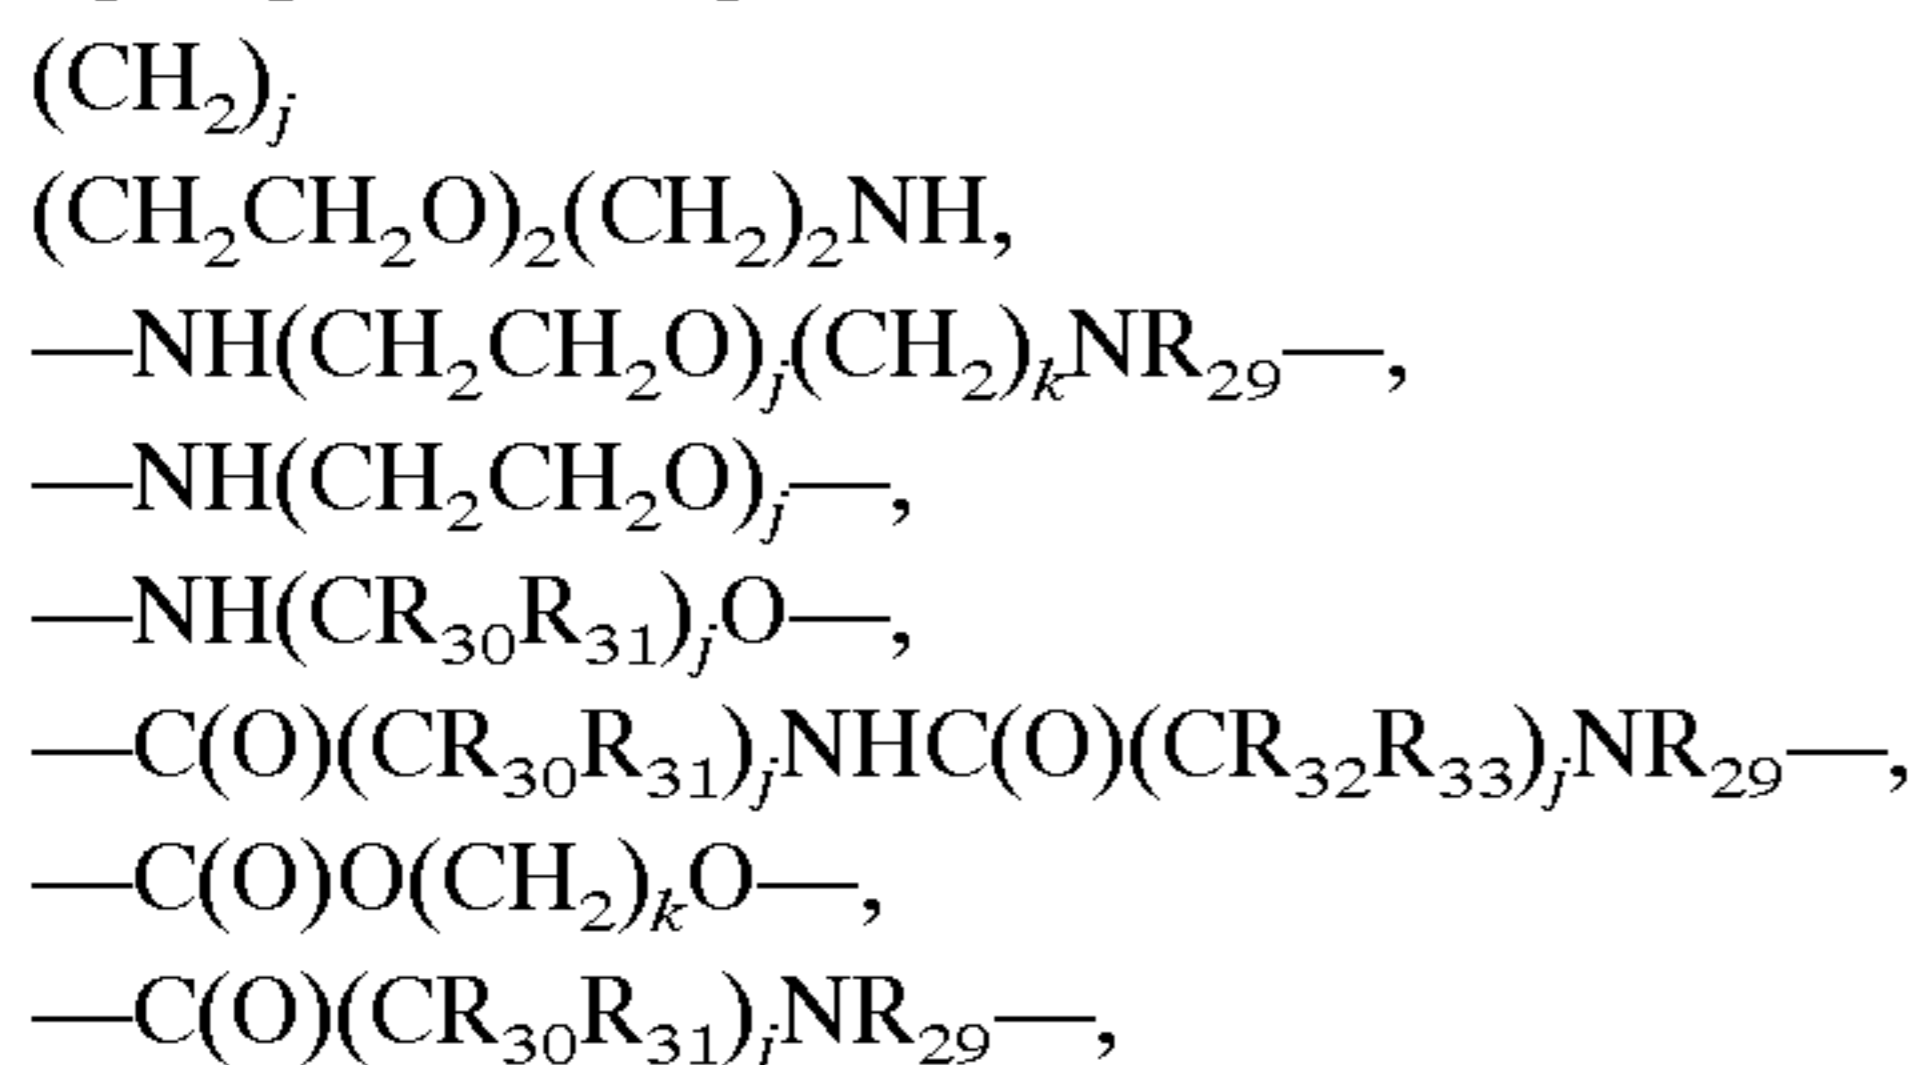 (CH₂)ⱼ
(CH₂CH₂O)₂(CH₂)₂NH,
—NH(CH₂CH₂O)ⱼ(CH₂)ₖNR₂₉—,
—NH(CH₂CH₂O)ⱼ—,
—NH(CR₃₀R₃₁)ⱼO—,
—C(O)(CR₃₀R₃₁)ⱼNHC(O)(CR₃₂R₃₃)ⱼNR₂₉—,
—C(O)O(CH₂)ₖO—,
—C(O)(CR₃₀R₃₁)ⱼNR₂₉—,